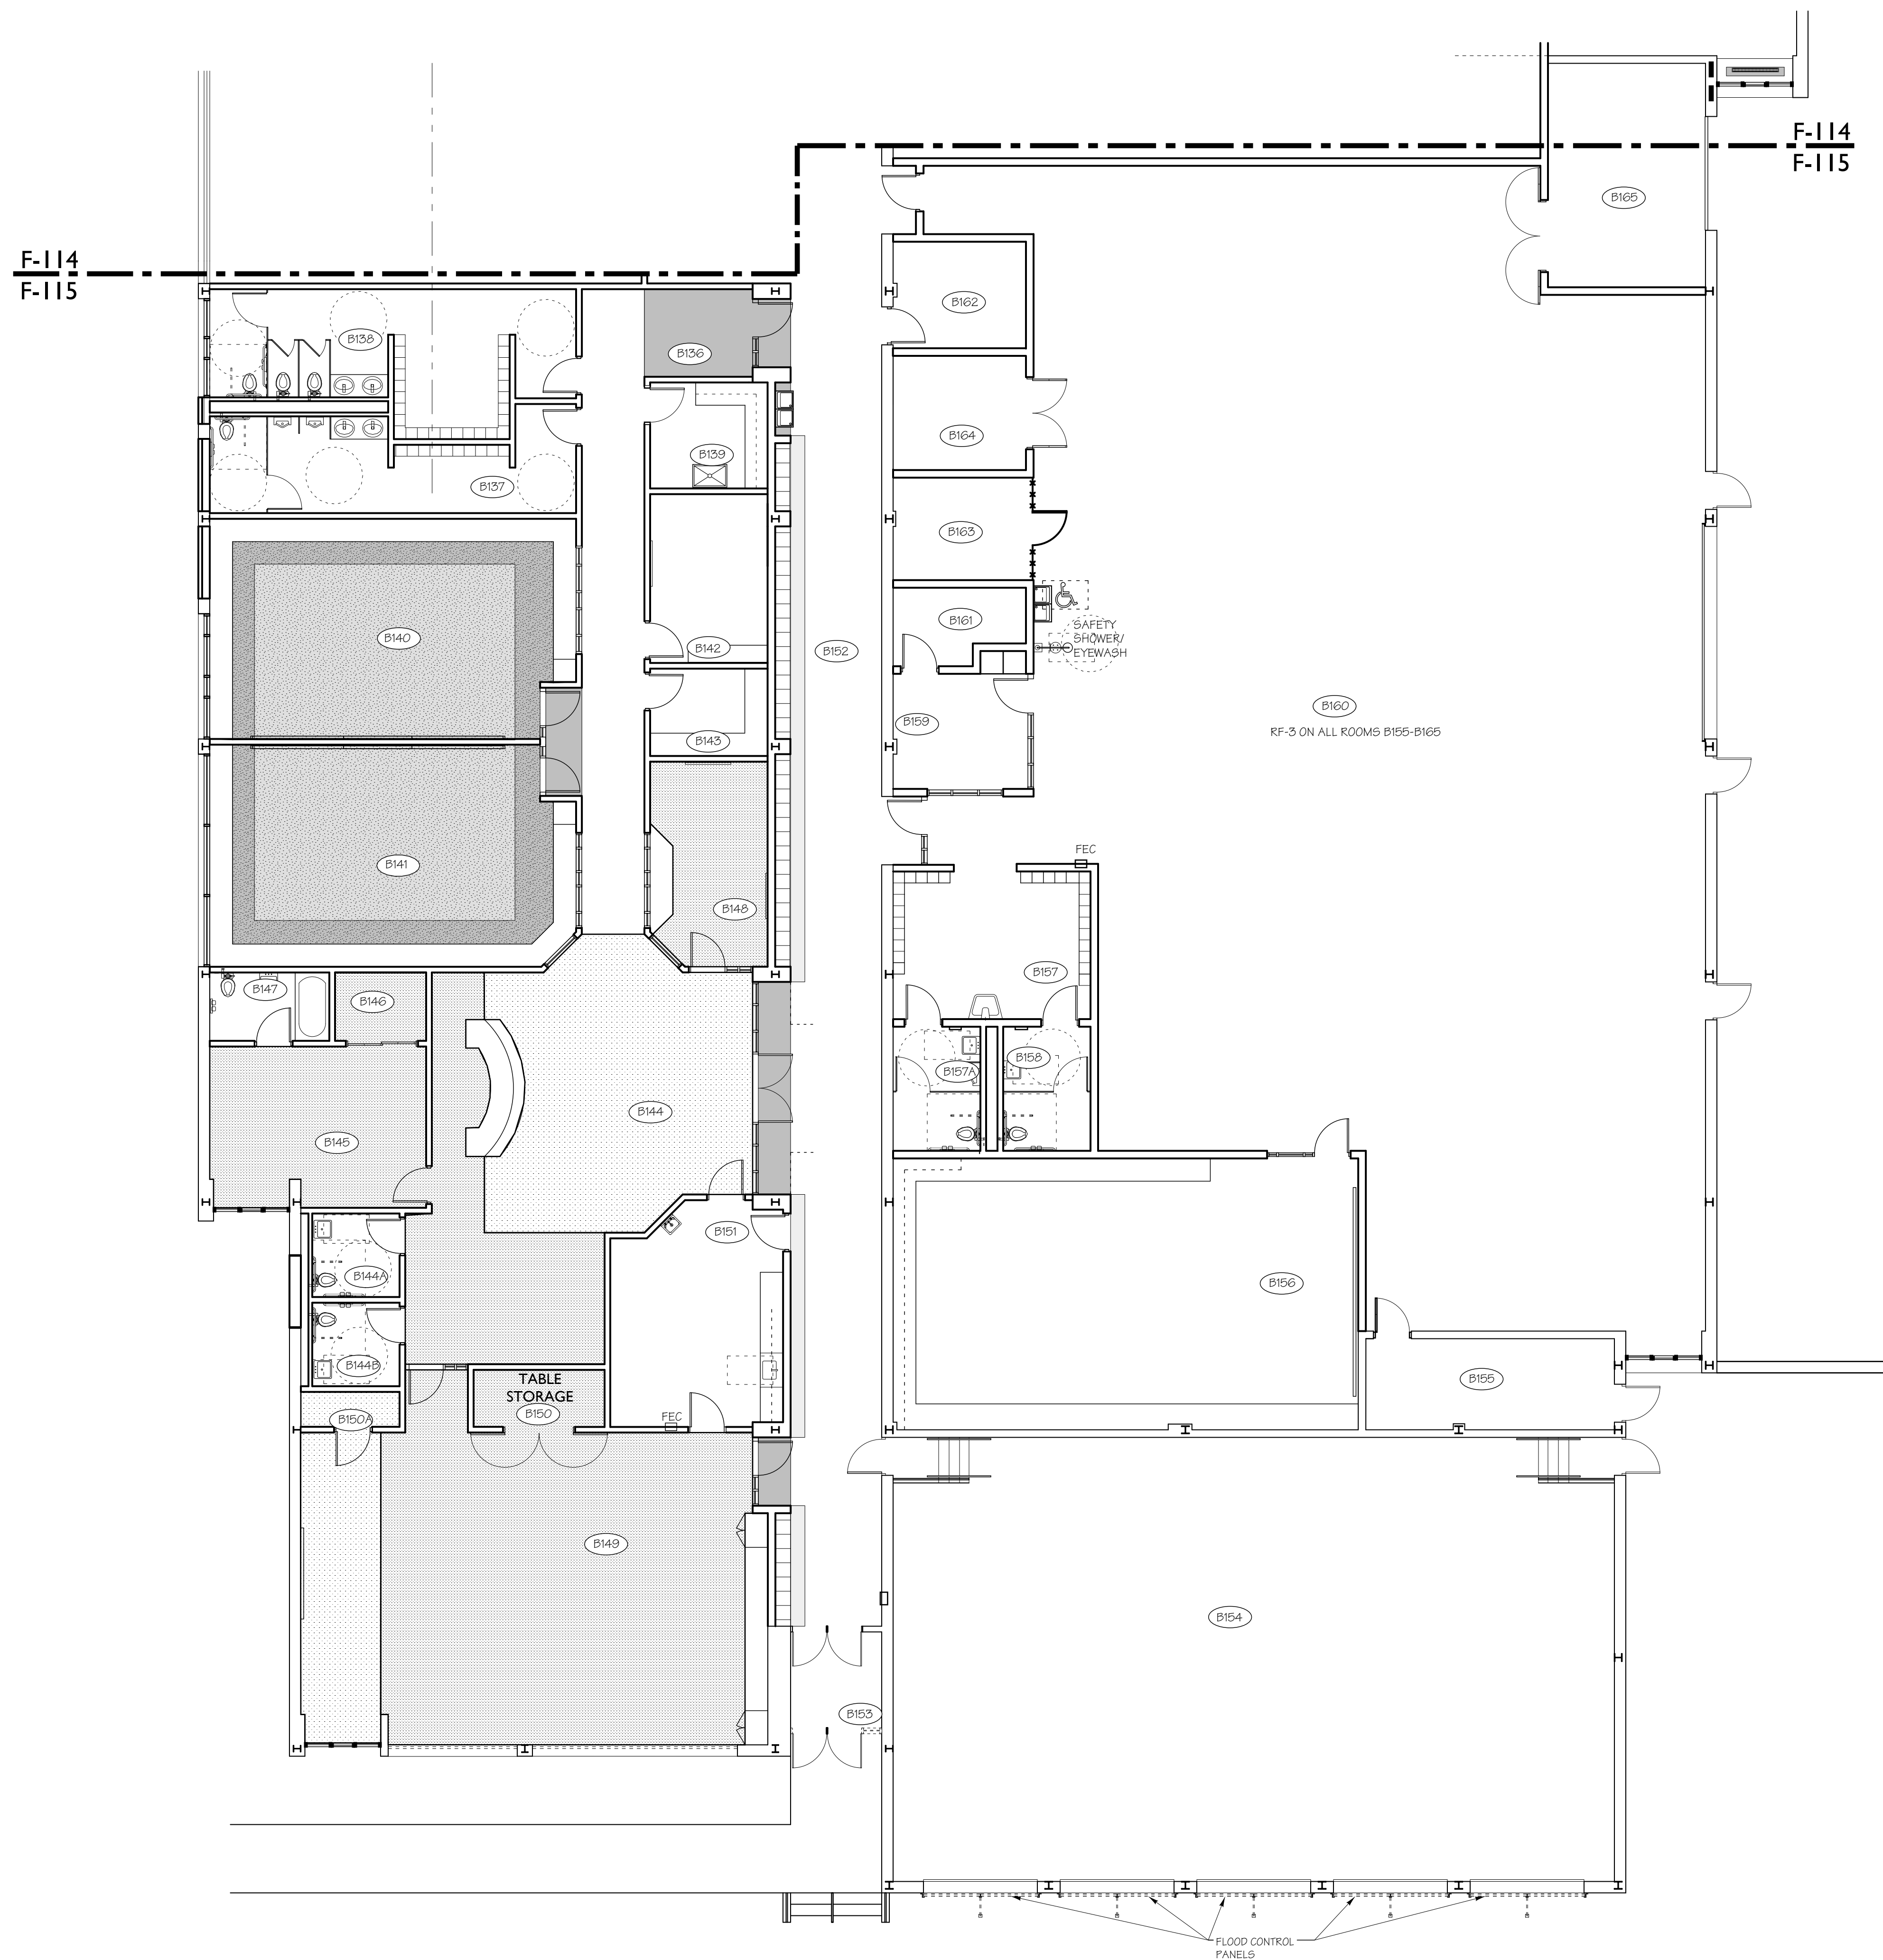 F-114
F-115
F-114
F-115
B165
B138
B136
B162
B139
B164
B137
B163
B140
B142
B152
B161
SAFETY
SHOWER/
EYEWASH
B143
B159
B160
RF-3 ON ALL ROOMS B155-B165
B141
B148
FEC
B147
B146
B157
B144
B157A
B158
B145
B151
B144A
B156
B144B
TABLE
STORAGE
B150
B150A
FEC
B155
B149
B154
B153
FLOOD CONTROL
PANELS